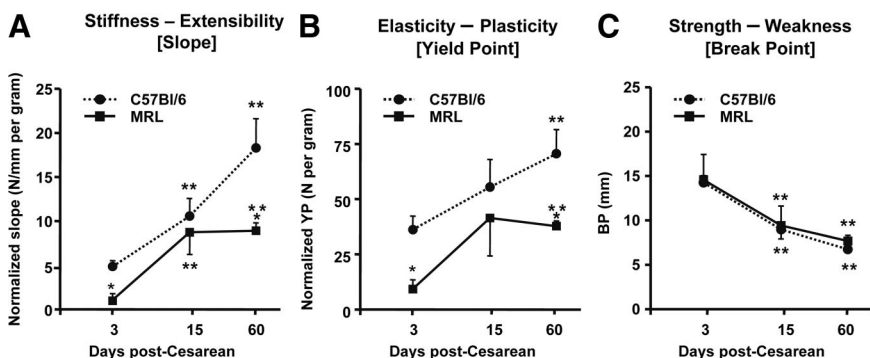 A
Stiffness – Extensibility
[Slope]
Normalized slope (N/mm per gram)
25
20
15
10
5
0
C57Bl/6
MRL
**
**
**
*
**
*
3
15
60
Days post-Cesarean
B
Elasticity – Plasticity
[Yield Point]
Normalized YP (N per gram)
100
75
50
25
0
C57Bl/6
MRL
**
**
*
*
3
15
60
Days post-Cesarean
C
Strength – Weakness
[Break Point]
BP (mm)
25
20
15
10
5
0
C57Bl/6
MRL
**
**
**
**
3
15
60
Days post-Cesarean